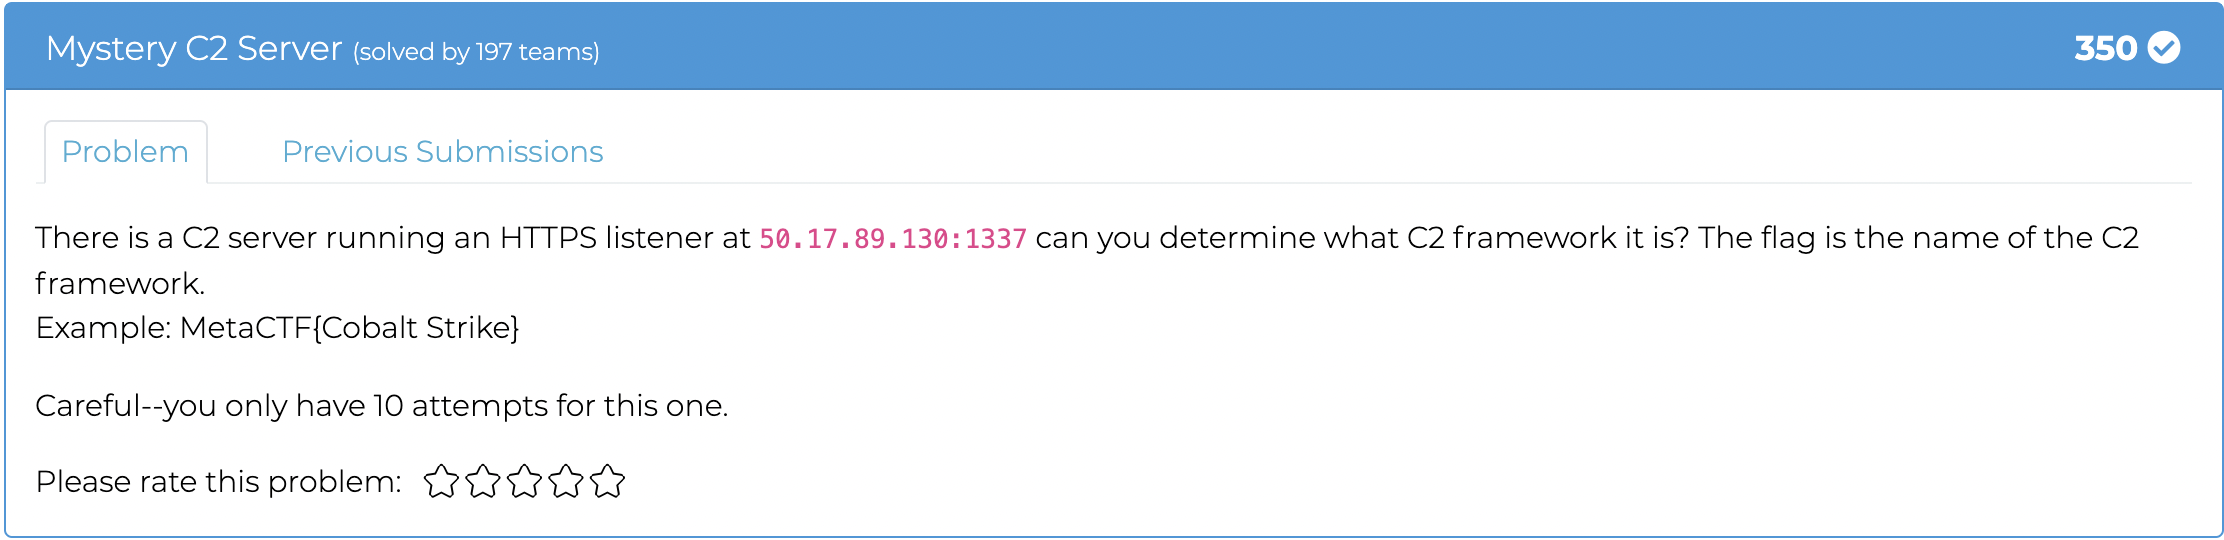 Mystery C2 Server (solved by 197 teams) 350
Problem Previous Submissions
There is a C2 server running an HTTPS listener at 50.17.89.130:1337 can you determine what C2 framework it is? The flag is the name of the C2
framework.
Example: MetaCTF{Cobalt Strike}
Careful--you only have 10 attempts for this one.
Please rate this problem: